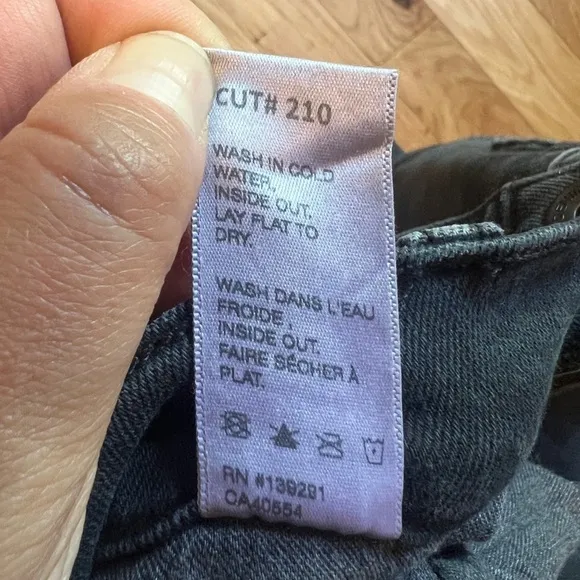 CUT# 210
WASH IN COLD
WATER,
INSIDE OUT.
LAY FLAT TO
DRY.
WASH DANS L'EAU
FROIDE ,
INSIDE OUT.
FAIRE SÉCHER À
PLAT.
RN #139291
CA40554